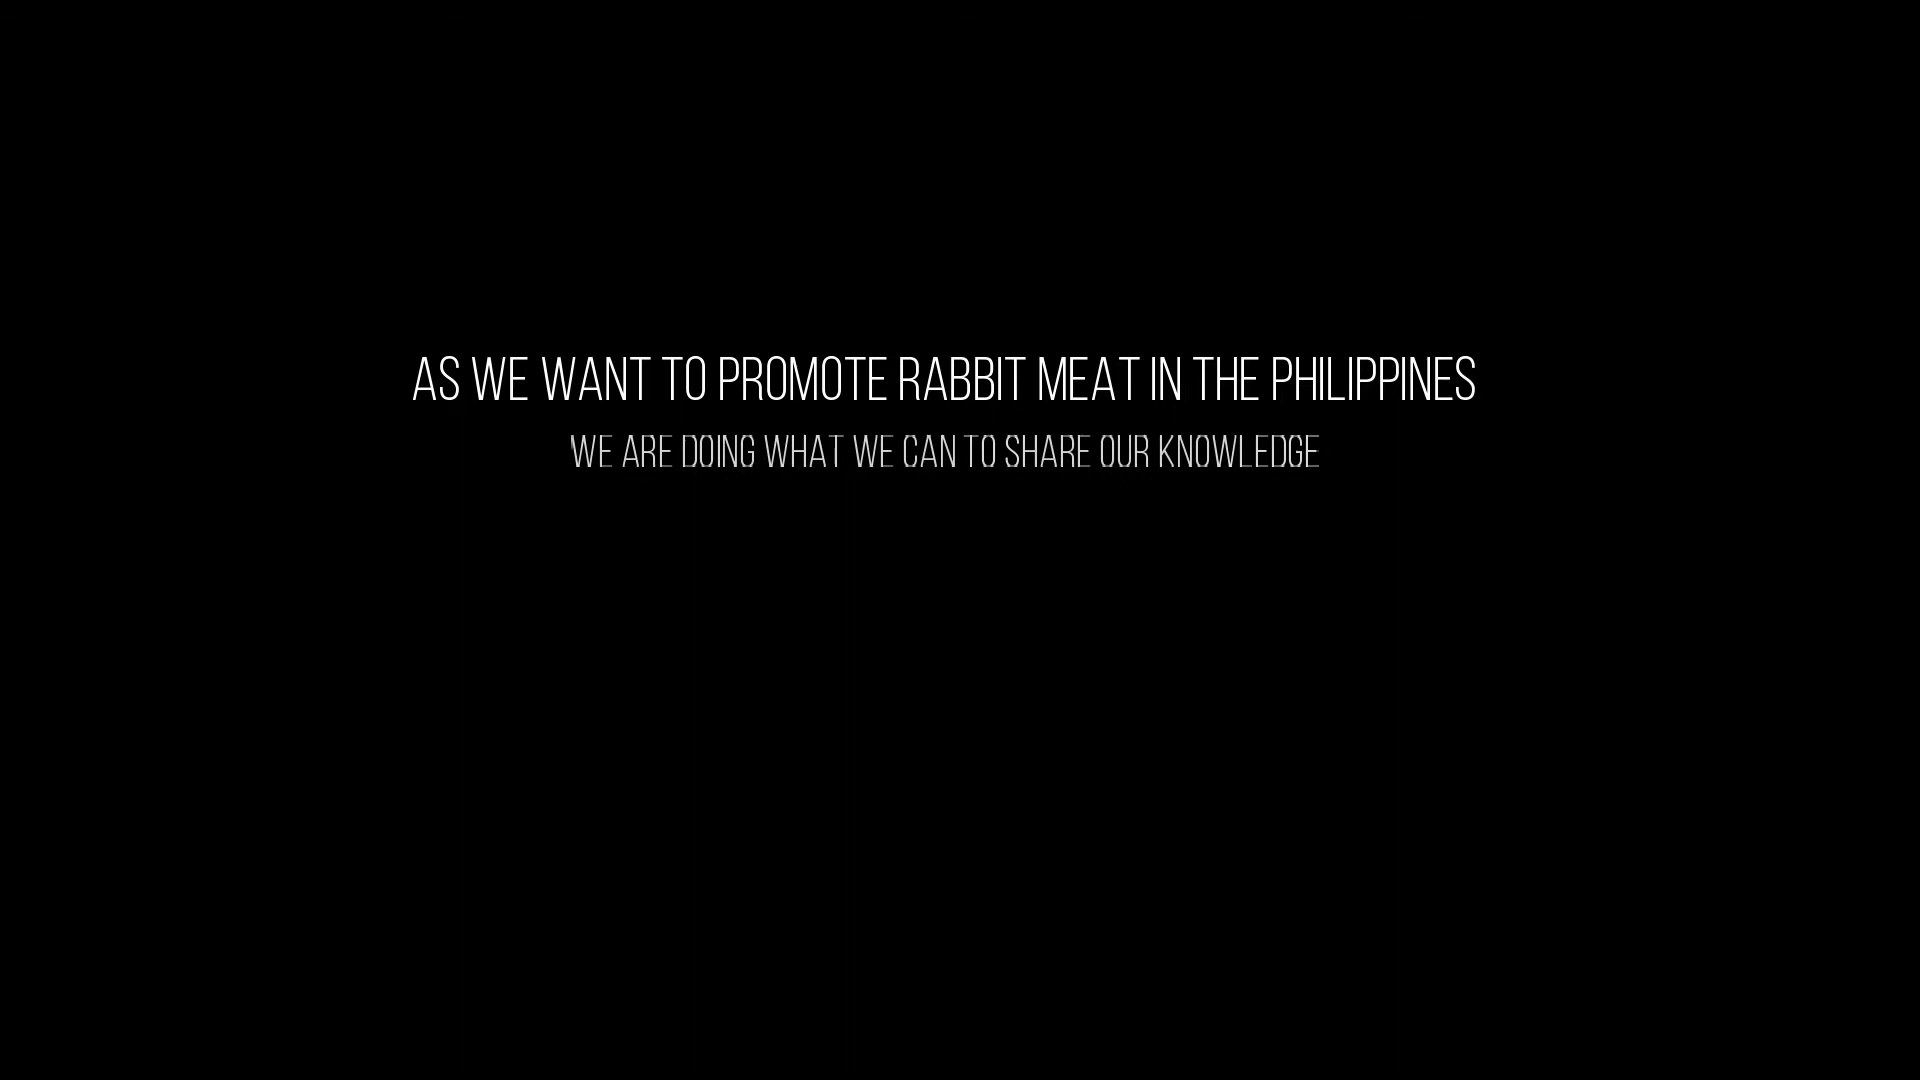 AS WE WANT TO PROMOTE RABBIT MEAT IN THE PHILIPPINES
WE ARE DOING WHAT WE CAN TO SHARE OUR KNOWLEDGE